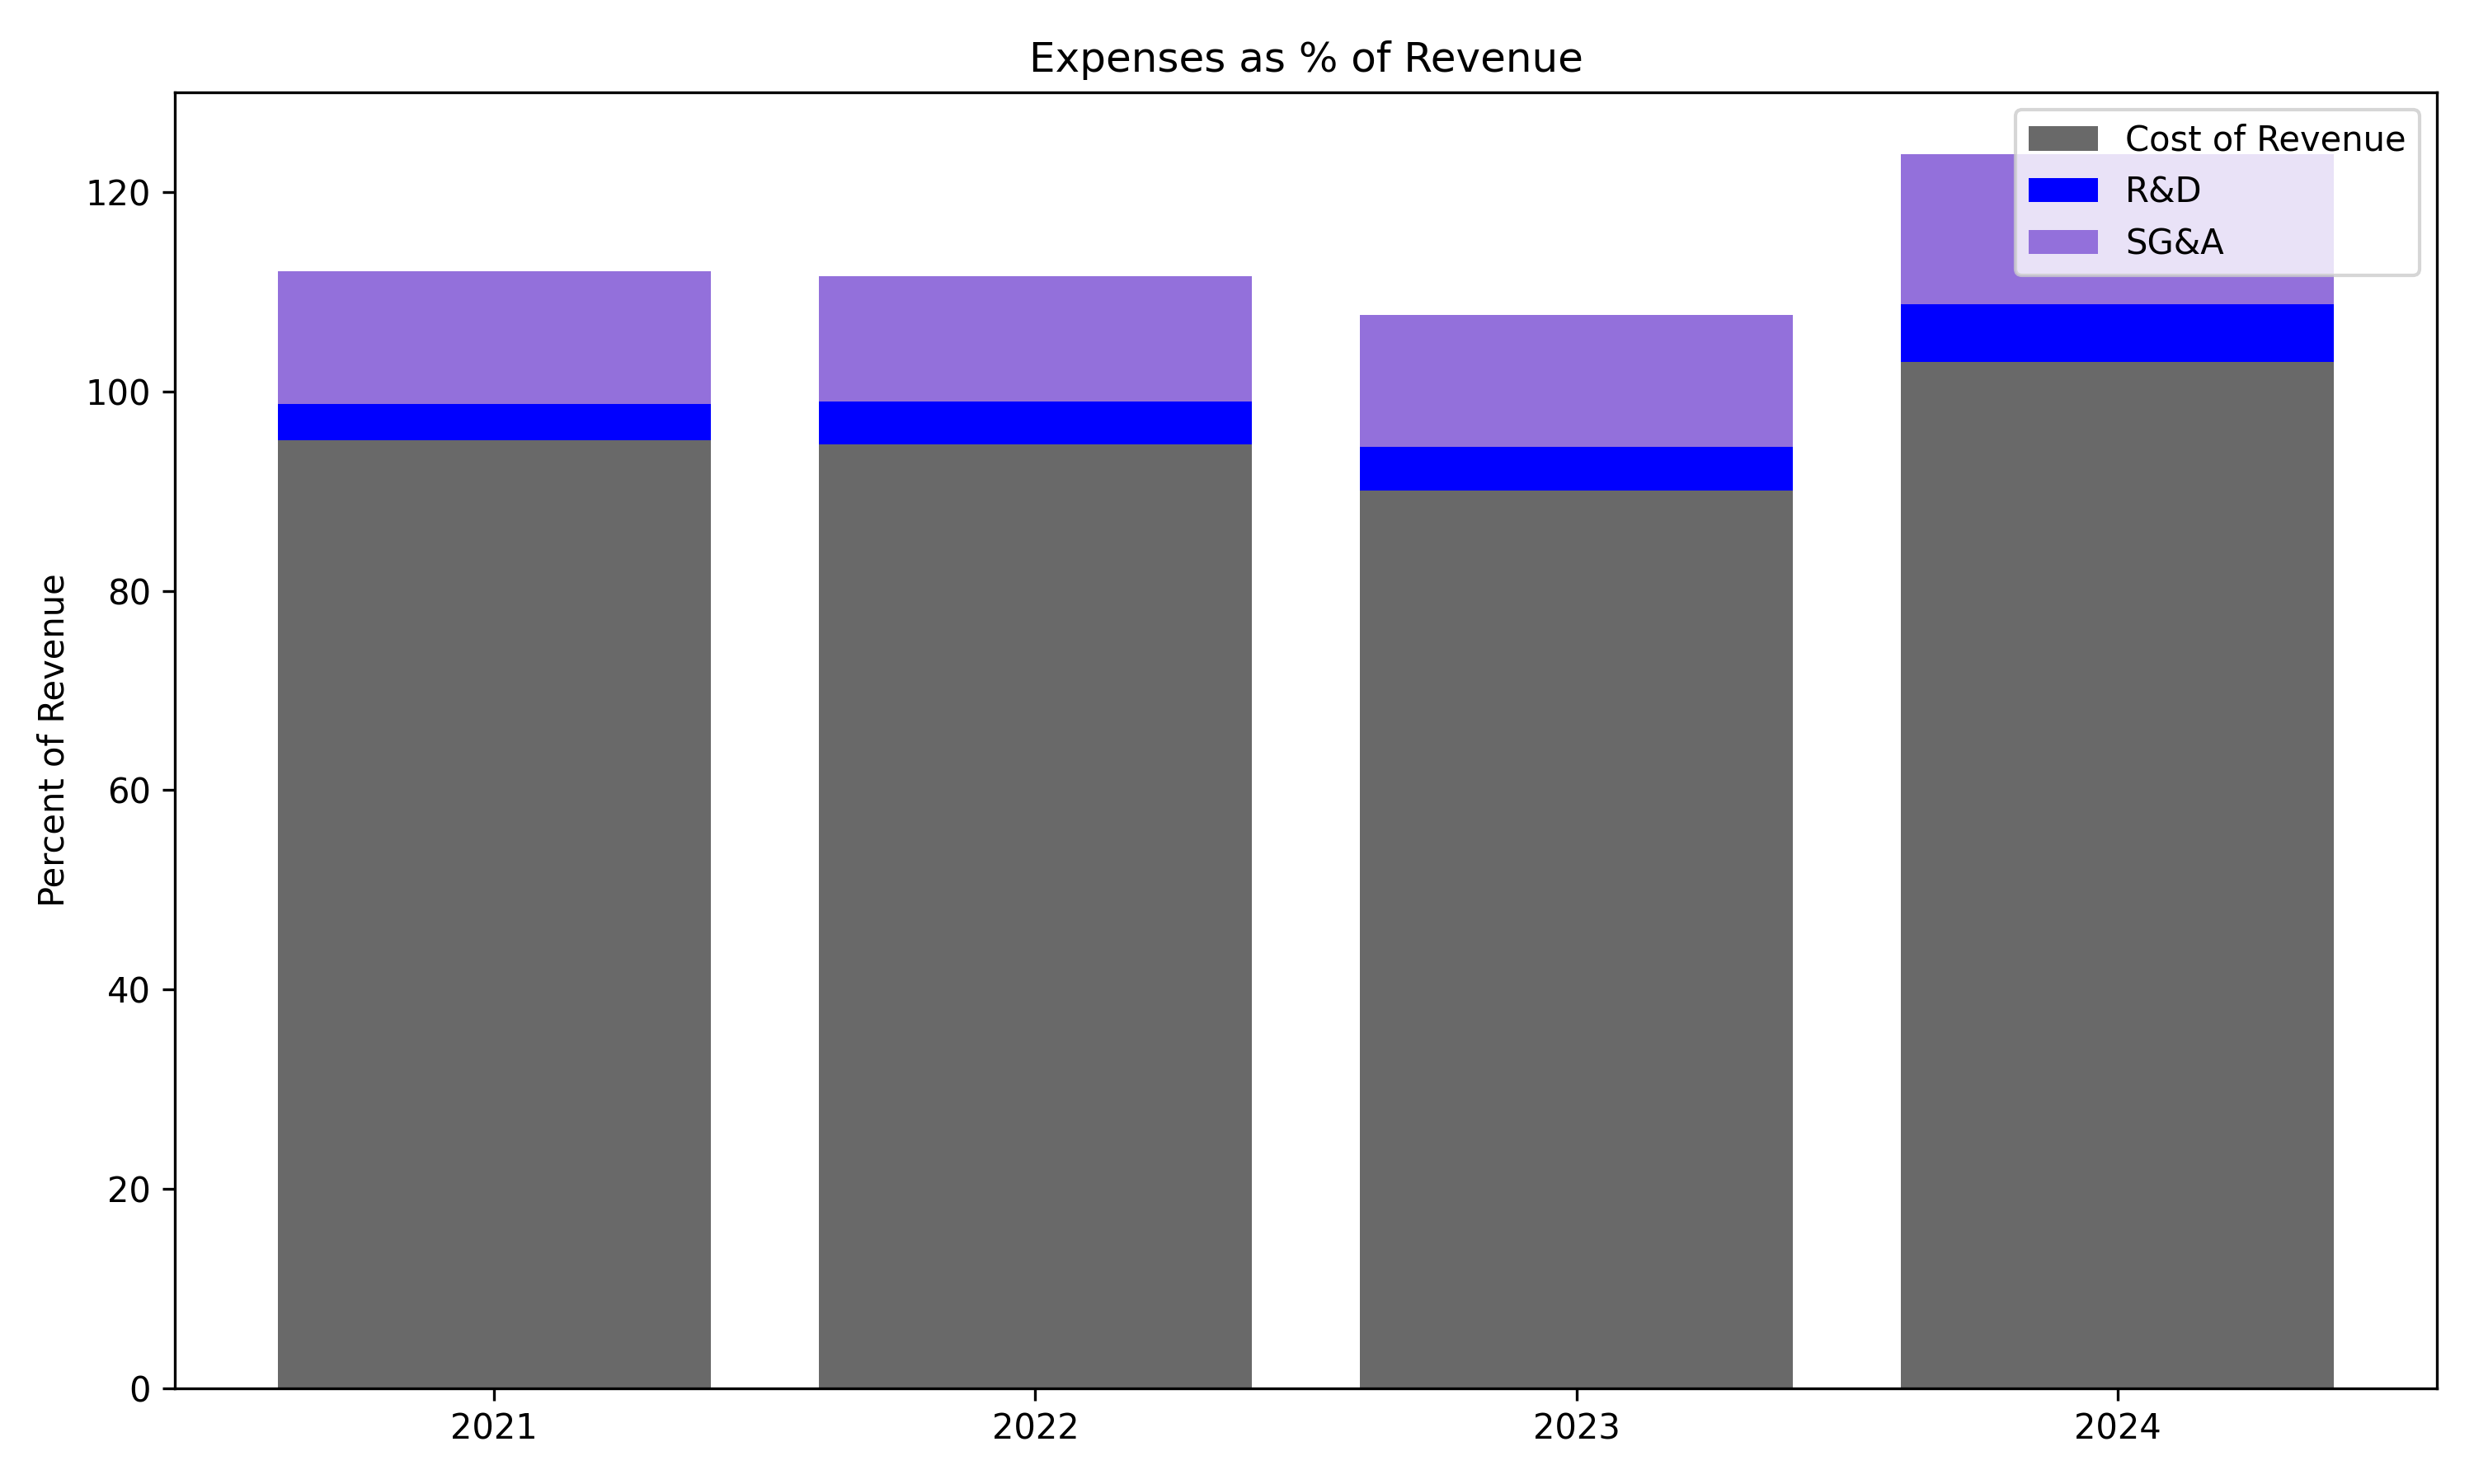 Expenses as % of Revenue
Cost of Revenue
R&D
SG&A
Percent of Revenue
120
100
80
60
40
20
0
2021 2022 2023 2024